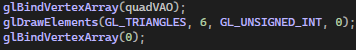 glBindVertexArray(quadVAO);
glDrawElements(GL_TRIANGLES, 6, GL_UNSIGNED_INT, 0);
glBindVertexArray(0);